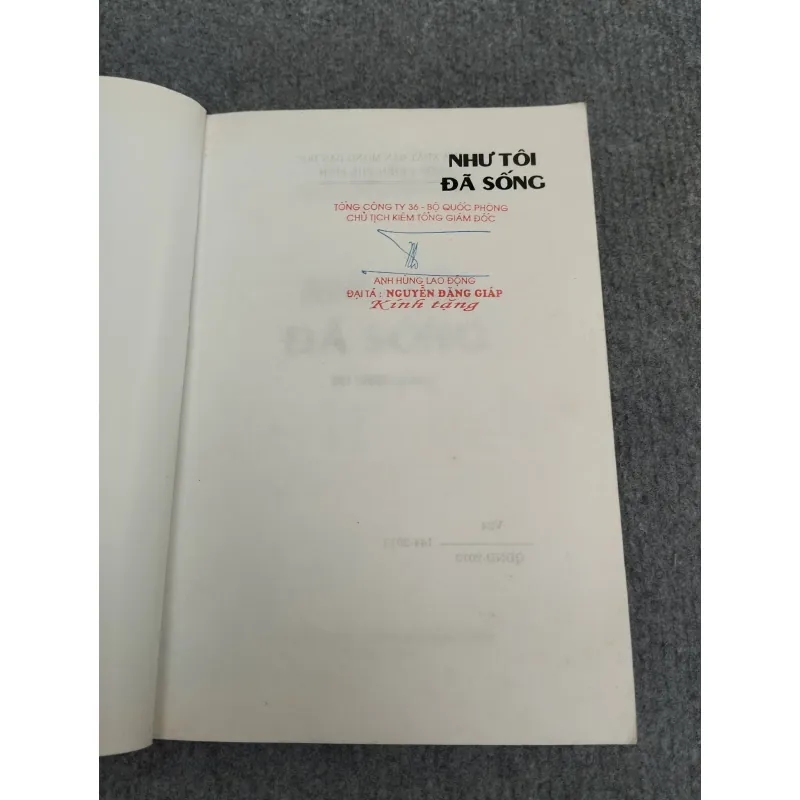 NHƯ TÔI
ĐÃ SỐNG
TỔNG CÔNG TY 36 - BỘ QUỐC PHÒNG
CHỦ TỊCH KIÊM TỔNG GIÁM ĐỐC
ANH HÙNG LAO ĐỘNG
ĐẠI TÁ : NGUYỄN ĐĂNG GIÁP
Kính tặng